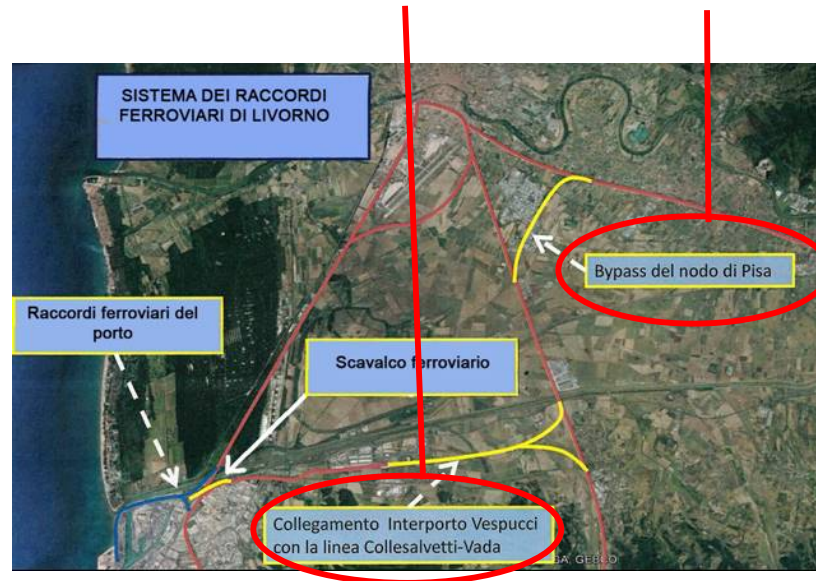 SISTEMA DEI RACCORDI
FERROVIARI DI LIVORNO
Bypass del nodo di Pisa
Raccordi ferroviari del
porto
Scavalco ferroviario
Collegamento Interporto Vespucci
con la linea Collesalvetti-Vada
GEBCO